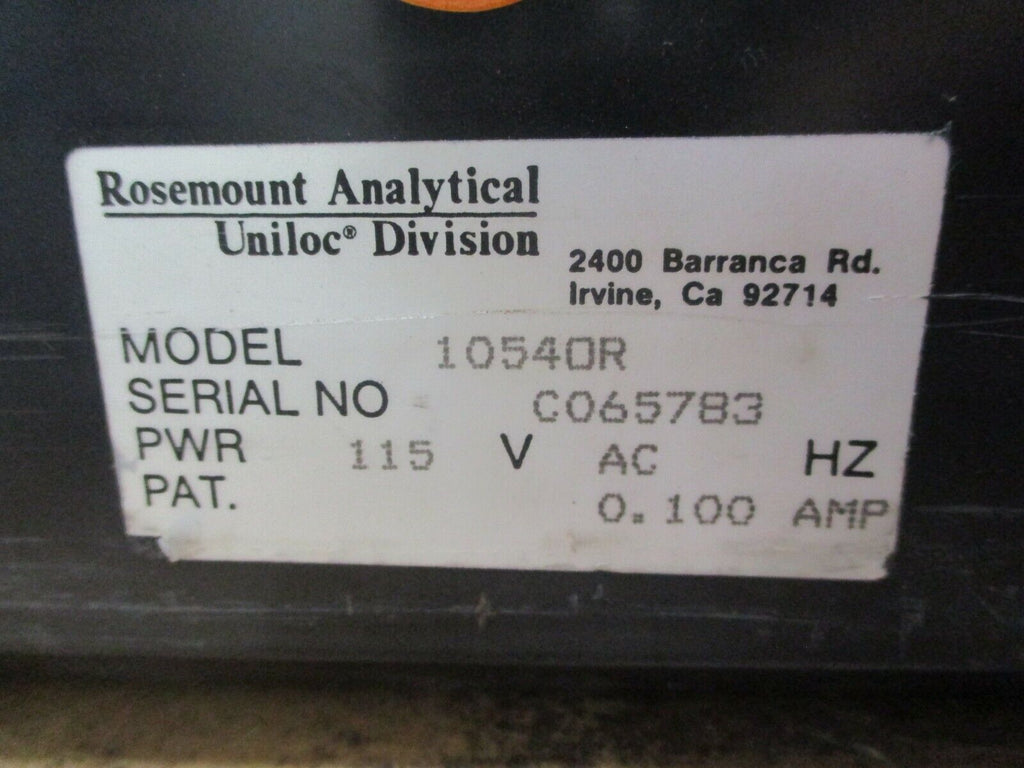 Rosemount Analytical
Uniloc® Division
2400 Barranca Rd.
Irvine, Ca 92714
MODEL 10540R
SERIAL NO C065783
PWR 115 V AC HZ
PAT. 0.100 AMP